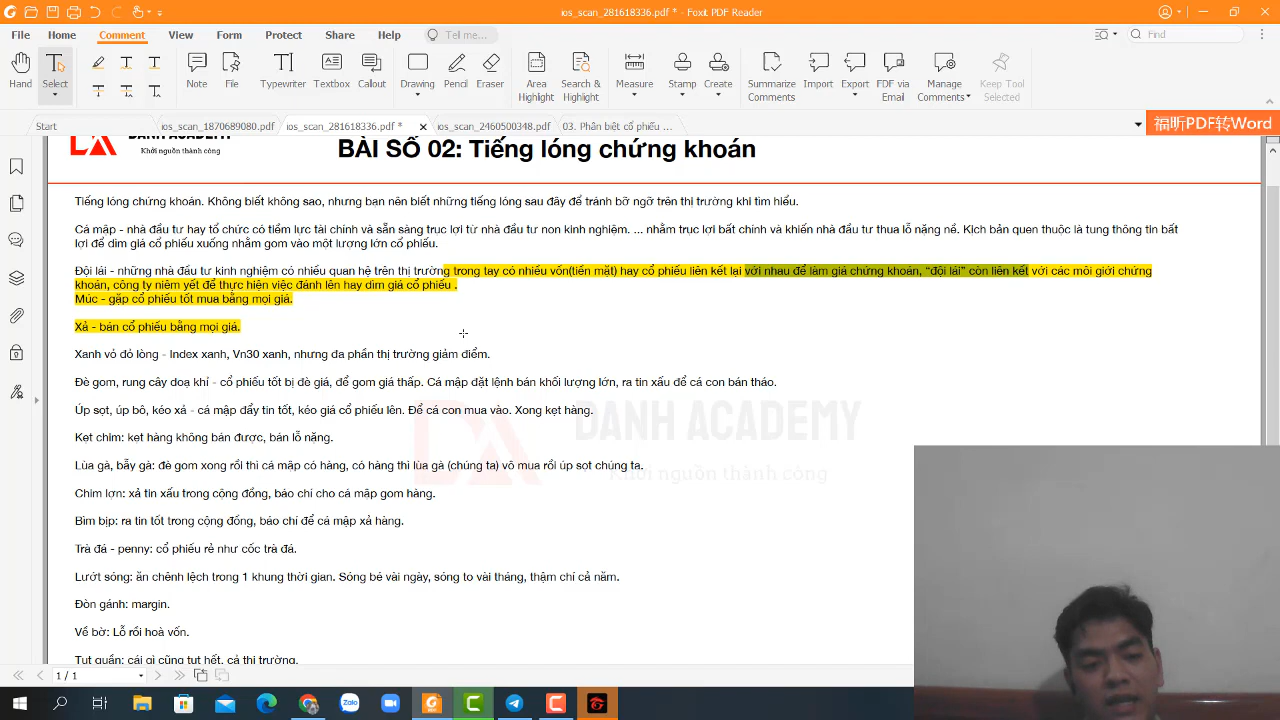 ios_scan_281618336.pdf * - Foxit PDF Reader
File Home Comment View Form Protect Share Help Tell me... Find
Hand Select Note File Typewriter Textbox Callout Drawing Pencil Eraser Area Highlight Search & Highlight Measure Stamp Create Summarize Comments Import Export PDF via Email Manage Comments Keep Tool Selected
Start ios_scan_1870689080.pdf ios_scan_281618336.pdf * ios_scan_2460500348.pdf 03. Phân biệt cổ phiếu ... 福昕PDF转Word
DANH ACADEMY
Khởi nguồn thành công
BÀI SỐ 02: Tiếng lóng chứng khoán
Tiếng lóng chứng khoán. Không biết không sao, nhưng bạn nên biết những tiếng lóng sau đây để tránh bỡ ngỡ trên thị trường khi tìm hiểu.
Cá mập - nhà đầu tư hay tổ chức có tiềm lực tài chính và sẵn sàng trục lợi từ nhà đầu tư non kinh nghiệm. ... nhằm trục lợi bất chính và khiến nhà đầu tư thua lỗ nặng nề. Kịch bản quen thuộc là tung thông tin bất
lợi để dìm giá cổ phiếu xuống nhằm gom vào một lượng lớn cổ phiếu.
Đội lái - những nhà đầu tư kinh nghiệm có nhiều quan hệ trên thị trường trong tay có nhiều vốn(tiền mặt) hay cổ phiếu liên kết lại với nhau để làm giá chứng khoán, “đội lái” còn liên kết với các môi giới chứng
khoán, công ty niêm yết để thực hiện việc đánh lên hay dìm giá cổ phiếu .
Múc - gặp cổ phiếu tốt mua bằng mọi giá.
Xả - bán cổ phiếu bằng mọi giá.
Xanh vỏ đỏ lòng - Index xanh, Vn30 xanh, nhưng đa phần thị trường giảm điểm.
Đè gom, rung cây doạ khỉ - cổ phiếu tốt bị đè giá, để gom giá thấp. Cá mập đặt lệnh bán khối lượng lớn, ra tin xấu để cá con bán tháo.
Úp sọt, úp bô, kéo xả - cá mập đẩy tin tốt, kéo giá cổ phiếu lên. Để cá con mua vào. Xong kẹt hàng.
Kẹt chim: kẹt hàng không bán được, bán lỗ nặng.
Lùa gà, bẫy gà: đè gom xong rồi thì cá mập có hàng, có hàng thì lùa gà (chúng ta) vô mua rồi úp sọt chúng ta.
Chim lợn: xả tin xấu trong cộng đồng, báo chí cho cá mập gom hàng.
Bìm bịp: ra tin tốt trong cộng đồng, báo chí để cá mập xả hàng.
Trà đá - penny: cổ phiếu rẻ như cốc trà đá.
Lướt sóng: ăn chênh lệch trong 1 khung thời gian. Sóng bé vài ngày, sóng to vài tháng, thậm chí cả năm.
Đòn gánh: margin.
Về bờ: Lỗ rồi hoà vốn.
Tụt quần: cái gì cũng tụt hết, cả thị trường.
DANH ACADEMY
Khởi nguồn thành công
1 / 1
Zalo